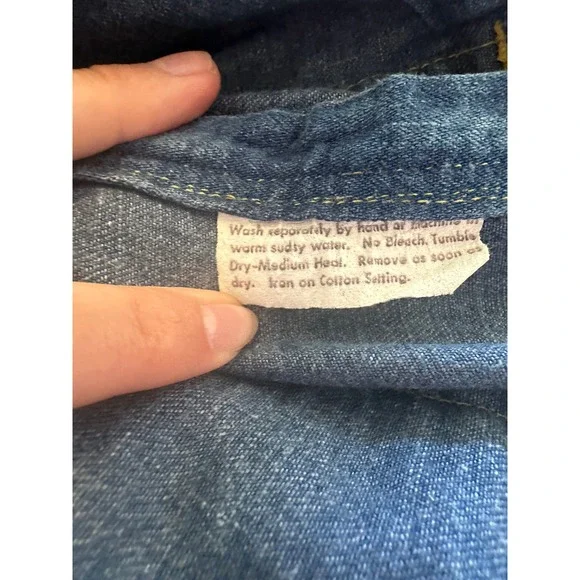 Wash separately by hand or machine in
warm sudsy water. No Bleach. Tumble
Dry-Medium Heat. Remove as soon as
dry. Iron on Cotton Setting.